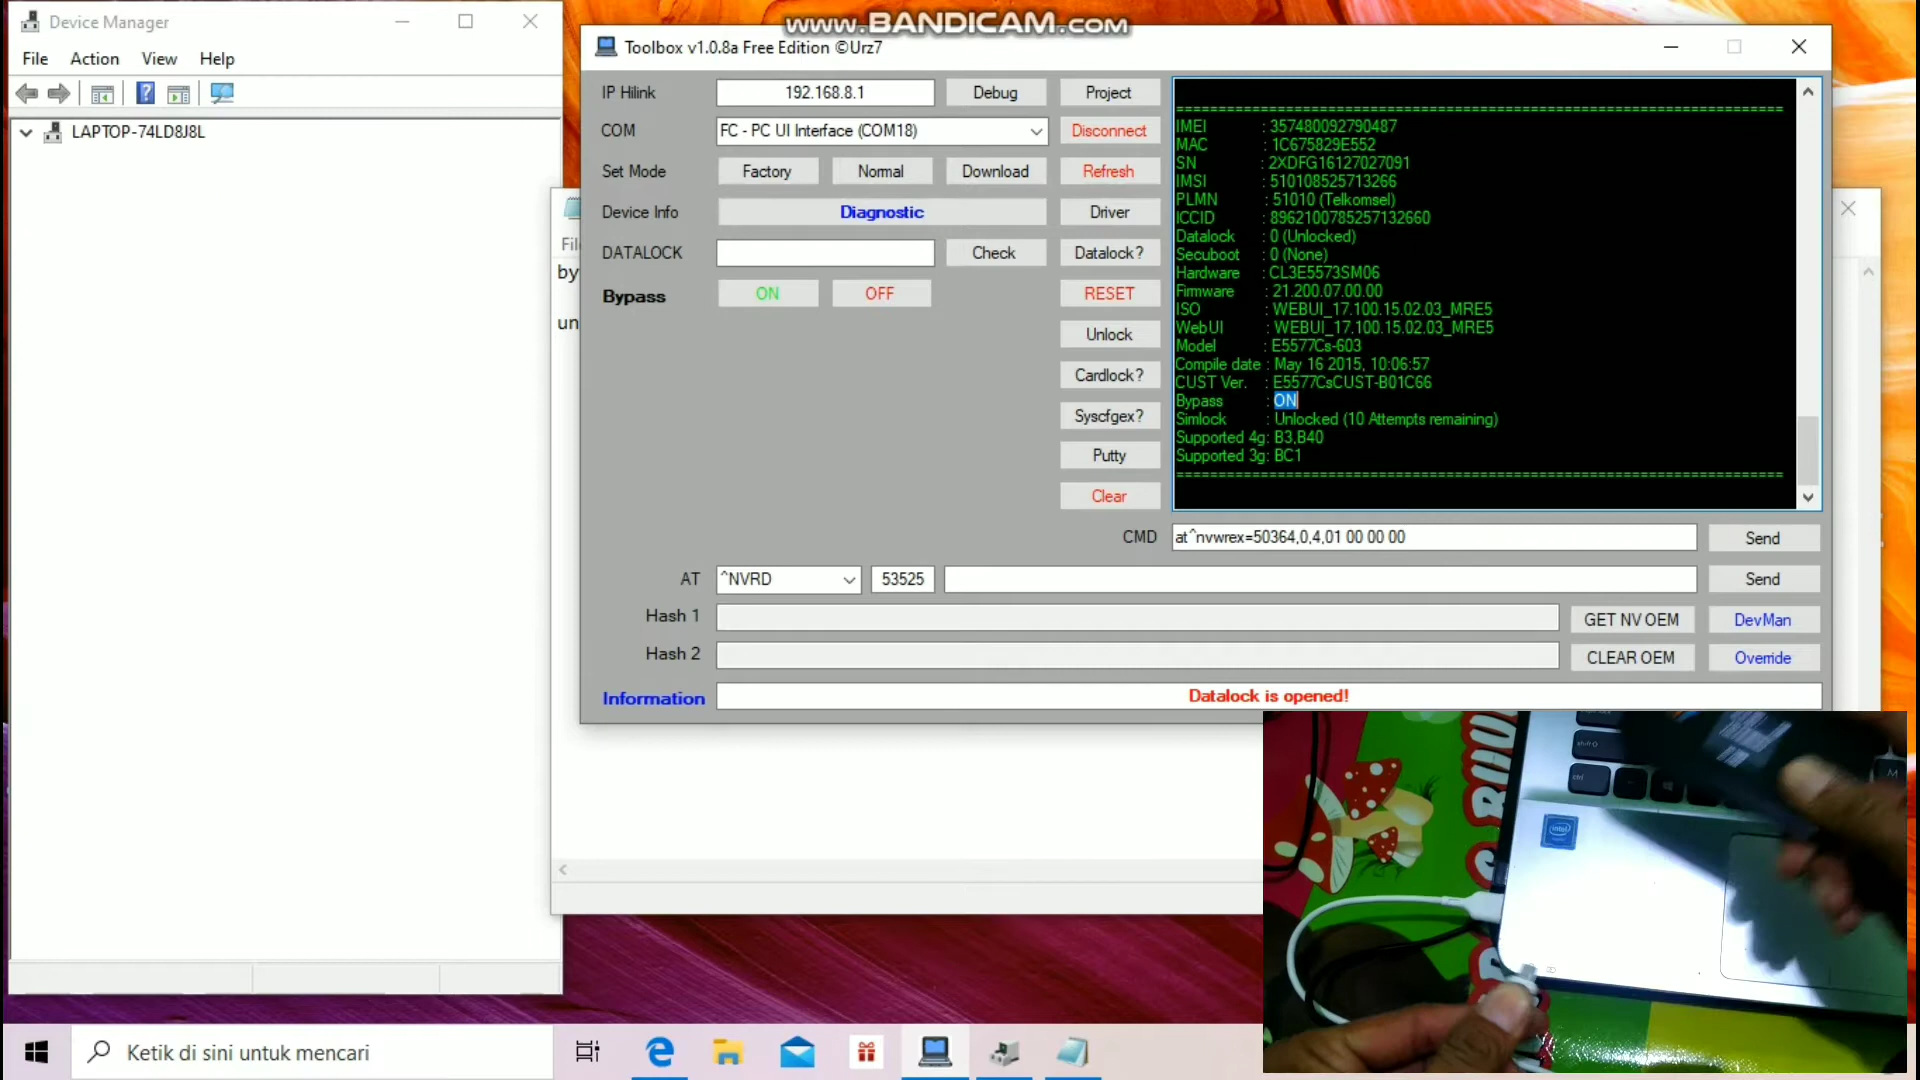 Device Manager
File Action View Help
LAPTOP-74LD8J8L
www.BANDICAM.com
Toolbox v1.0.8a Free Edition ©Urz7
IP Hilink 192.168.8.1 Debug Project
COM FC - PC UI Interface (COM18) Disconnect
Set Mode Factory Normal Download Refresh
Device Info Diagnostic Driver
DATALOCK Check Datalock?
Bypass ON OFF RESET
Unlock
Cardlock?
Syscfgex?
Putty
Clear
==========================================================================
IMEI : 357480092790487
MAC : 1C675829E552
SN : 2XDFG16127027091
IMSI : 510108525713266
PLMN : 51010 (Telkomsel)
ICCID : 8962100785257132660
Datalock : 0 (Unlocked)
Secuboot : 0 (None)
Hardware : CL3E5573SM06
Firmware : 21.200.07.00.00
ISO : WEBUI_17.100.15.02.03_MRE5
WebUI : WEBUI_17.100.15.02.03_MRE5
Model : E5577Cs-603
Compile date : May 16 2015, 10:06:57
CUST Ver. : E5577CsCUST-B01C66
Bypass : ON
Simlock : Unlocked (10 Attempts remaining)
Supported 4g: B3,B40
Supported 3g: BC1
==========================================================================
CMD at^nvwrex=50364,0,4,01 00 00 00 Send
AT ^NVRD 53525 Send
Hash 1 GET NV OEM DevMan
Hash 2 CLEAR OEM Override
Information Datalock is opened!
Fil
by
un
intel
ctrl
Ketik di sini untuk mencari